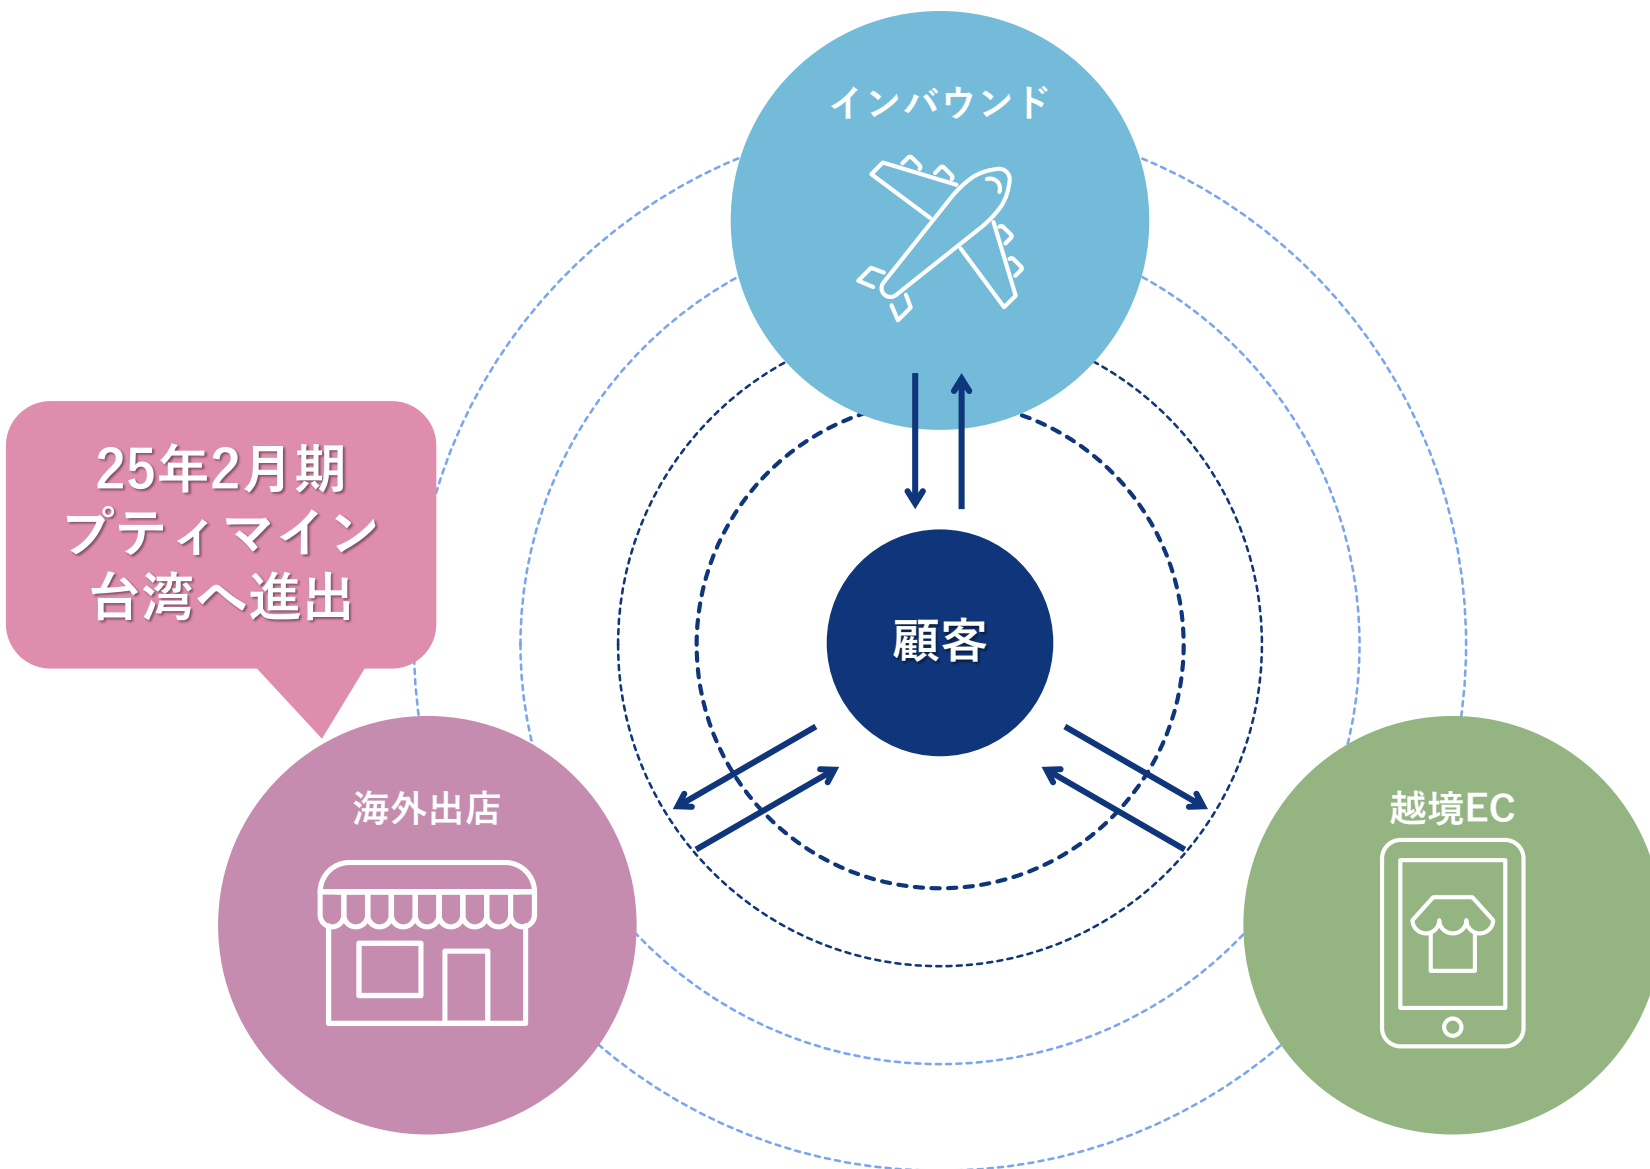 インバウンド
25年2月期
プティマイン
台湾へ進出
顧客
海外出店
越境EC